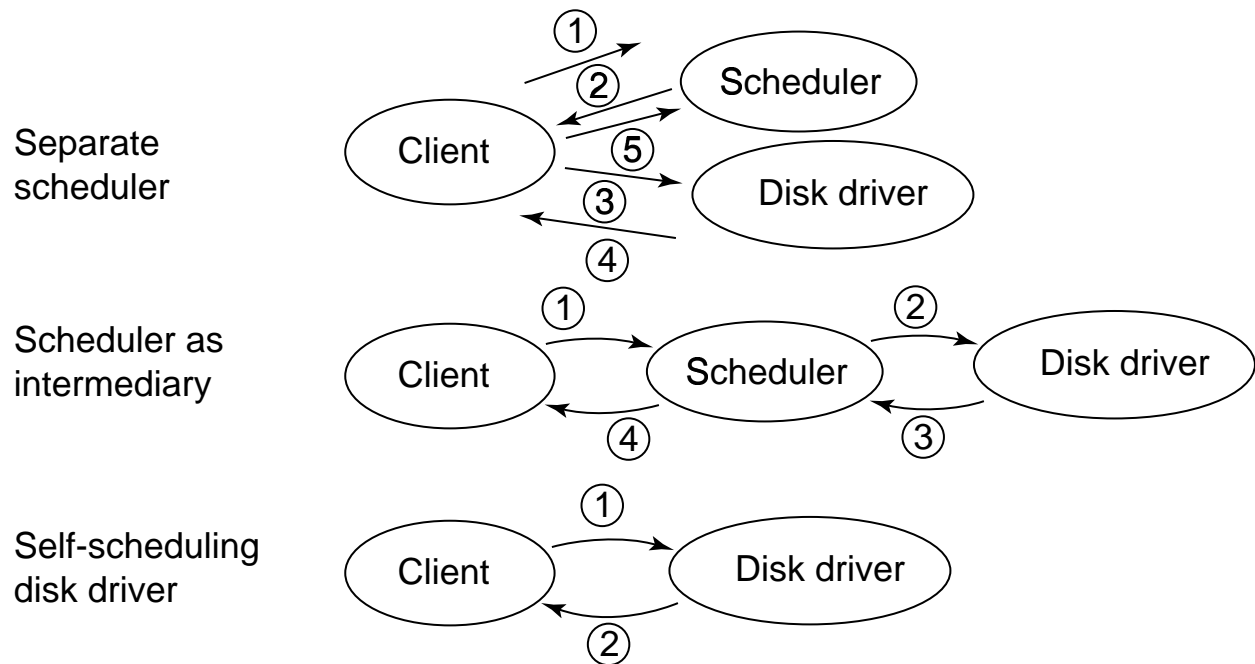 1
2
Scheduler
Separate
scheduler
Client
5
Disk driver
3
4
Scheduler as
intermediary
1
2
Client
Scheduler
Disk driver
4
3
Self-scheduling
disk driver
1
Client
Disk driver
2